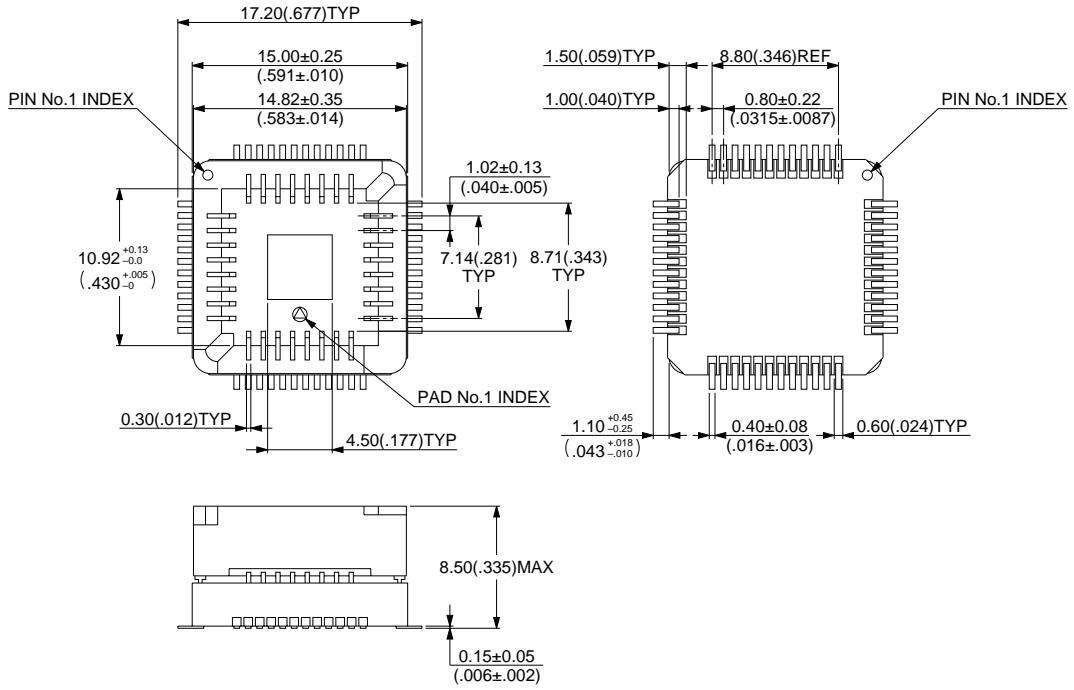 17.20(.677)TYP
15.00±0.25
(.591±.010)
PIN No.1 INDEX
14.82±0.35
(.583±.014)
1.02±0.13
(.040±.005)
10.92 +0.13 –0.0
(.430 +.005 –0)
7.14(.281)
TYP
8.71(.343)
TYP
PAD No.1 INDEX
0.30(.012)TYP
4.50(.177)TYP
1.50(.059)TYP
8.80(.346)REF
1.00(.040)TYP
0.80±0.22
(.0315±.0087)
PIN No.1 INDEX
1.10 +0.45 –0.25
(.043 +.018 –.010)
0.40±0.08
(.016±.003)
0.60(.024)TYP
8.50(.335)MAX
0.15±0.05
(.006±.002)